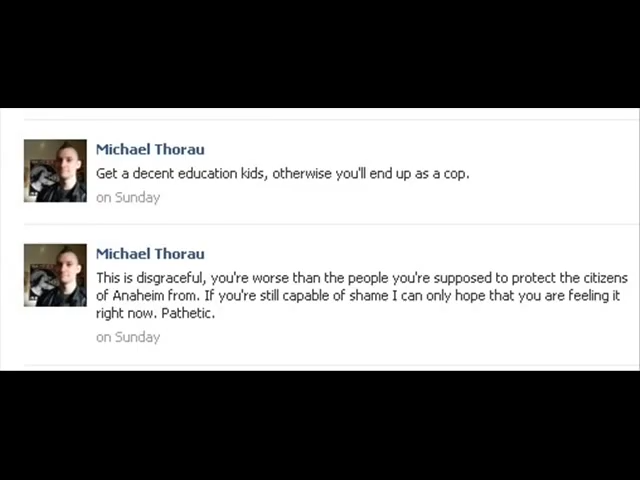 Michael Thorau
Get a decent education kids, otherwise you'll end up as a cop.
on Sunday
Michael Thorau
This is disgraceful, you're worse than the people you're supposed to protect the citizens
of Anaheim from. If you're still capable of shame I can only hope that you are feeling it
right now. Pathetic.
on Sunday